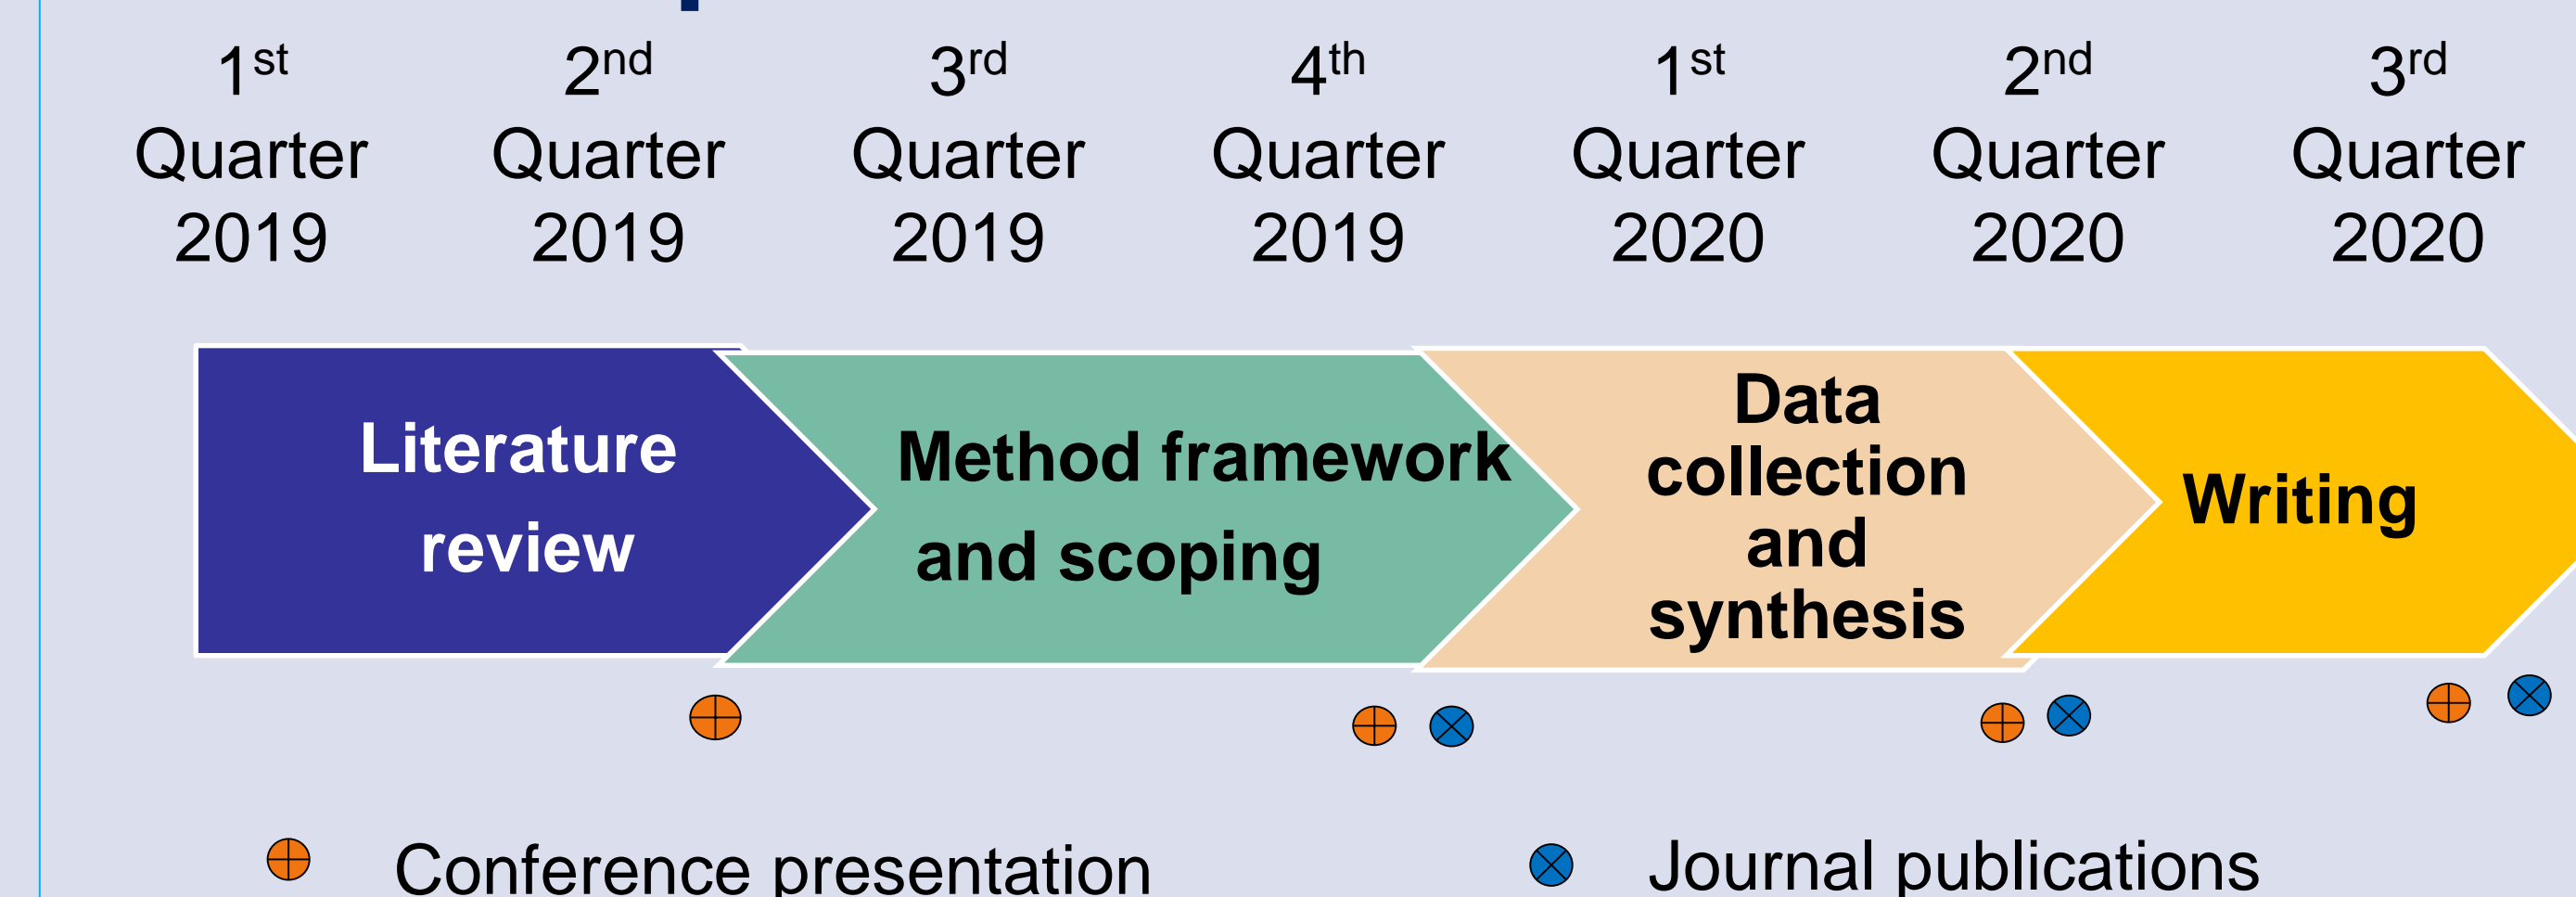 1st 2nd 3rd 4th 1st 2nd 3rd
Quarter Quarter Quarter Quarter Quarter Quarter Quarter
2019 2019 2019 2019 2020 2020 2020
Literature
review
Method framework
and scoping
Data
collection
and
synthesis
Writing
Conference presentation
Journal publications